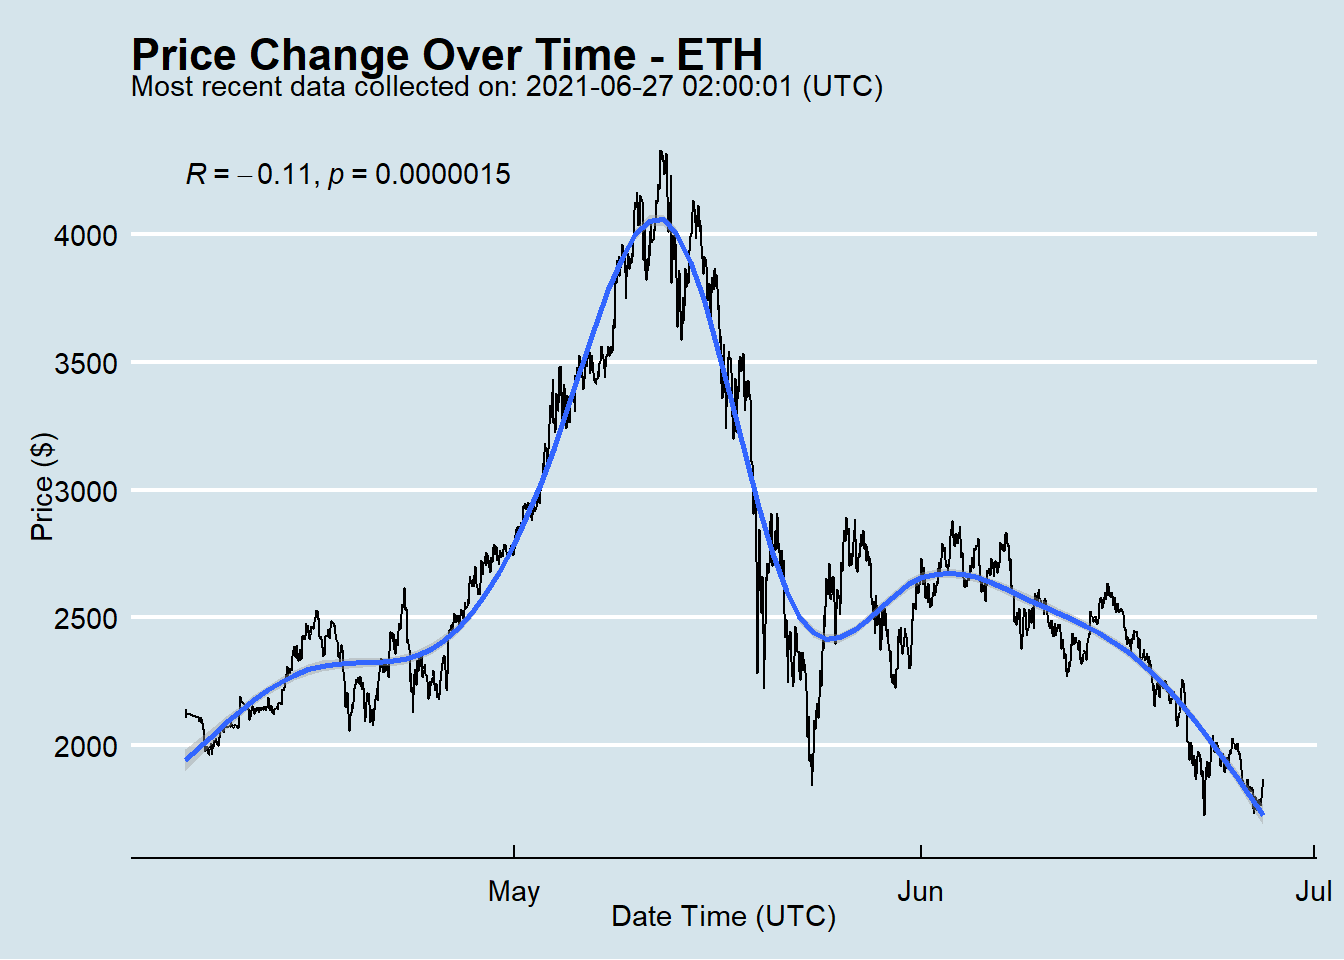 Price Change Over Time - ETH
Most recent data collected on: 2021-06-27 02:00:01 (UTC)
R = −0.11, p = 0.0000015
4000
3500
3000
2500
2000
Price ($)
May
Jun
Jul
Date Time (UTC)